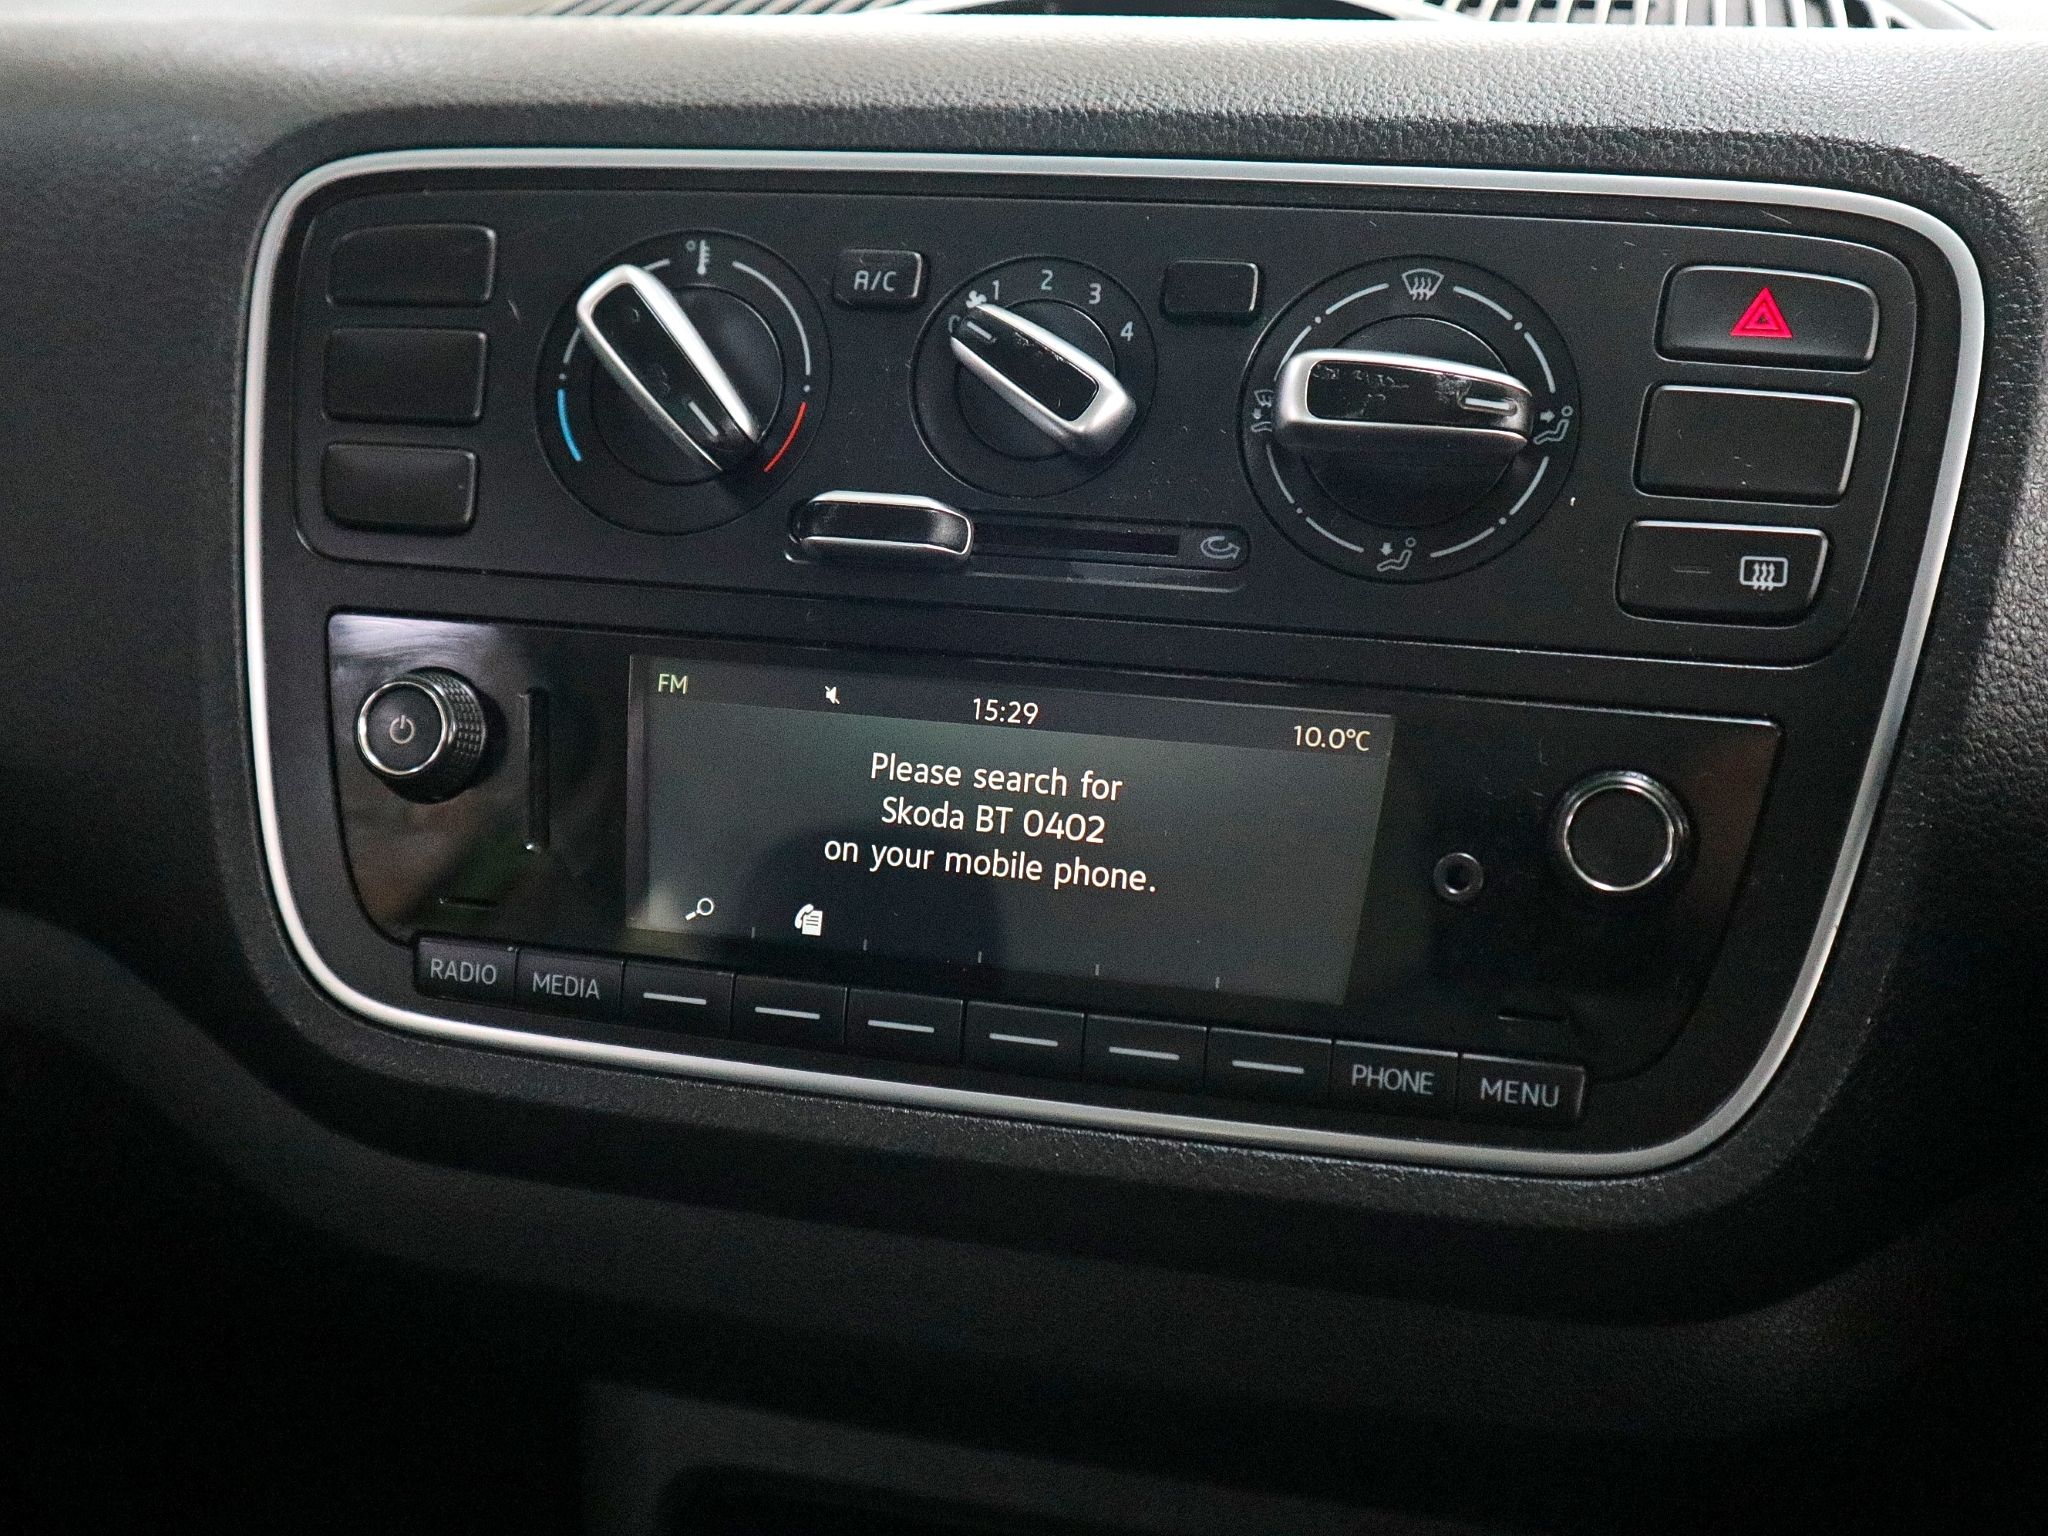 A/C
1 2 3 4
FM 15:29 10.0°C
Please search for
Skoda BT 0402
on your mobile phone.
RADIO MEDIA PHONE MENU